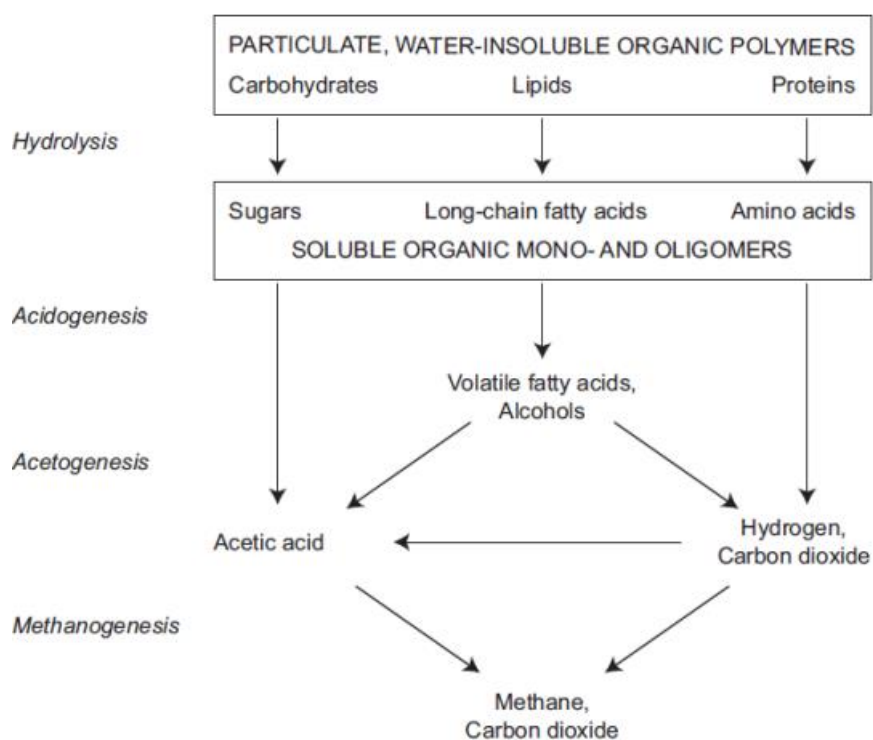 PARTICULATE, WATER-INSOLUBLE ORGANIC POLYMERS
Carbohydrates Lipids Proteins
Hydrolysis
Sugars Long-chain fatty acids Amino acids
SOLUBLE ORGANIC MONO- AND OLIGOMERS
Acidogenesis
Volatile fatty acids,
Alcohols
Acetogenesis
Acetic acid
Hydrogen,
Carbon dioxide
Methanogenesis
Methane,
Carbon dioxide